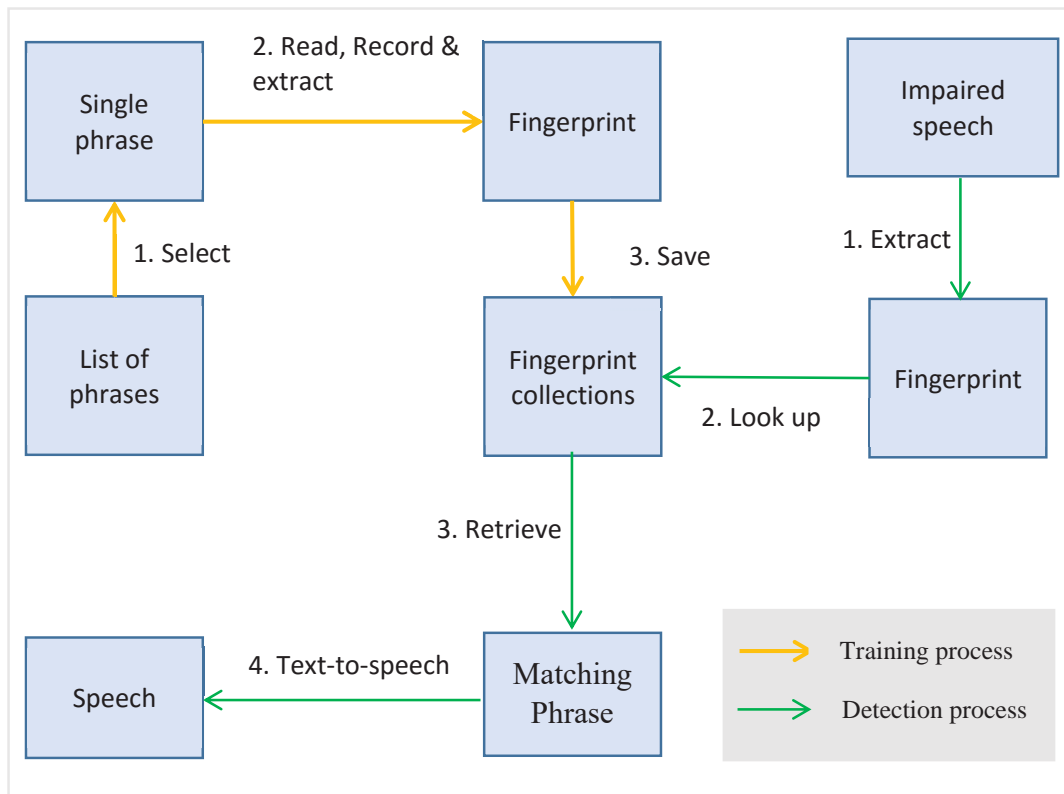 2. Read, Record &
extract
Single
phrase
Fingerprint
Impaired
speech
1. Select
3. Save
1. Extract
List of
phrases
Fingerprint
collections
Fingerprint
2. Look up
3. Retrieve
Speech
4. Text-to-speech
Matching
Phrase
Training process
Detection process